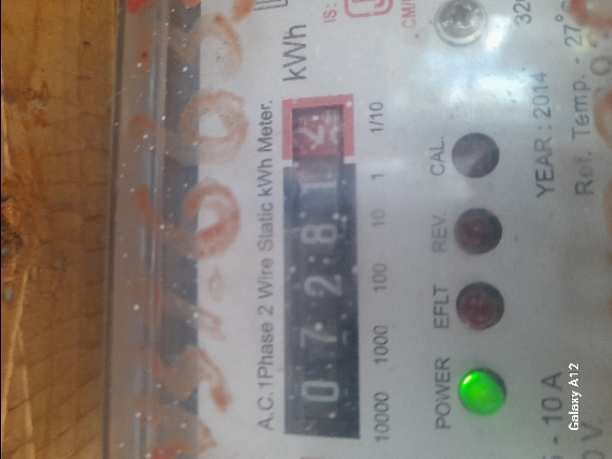 kWh
IS:
A.C.1Phase 2 Wire Static kWh Meter.
0 7 2 8 1
10000 1000 100 10 1 1/10
POWER EFLT REV. CAL.
YEAR : 2014
Ref. Temp. - 27°
- 10 A
0 V.
Galaxy A12